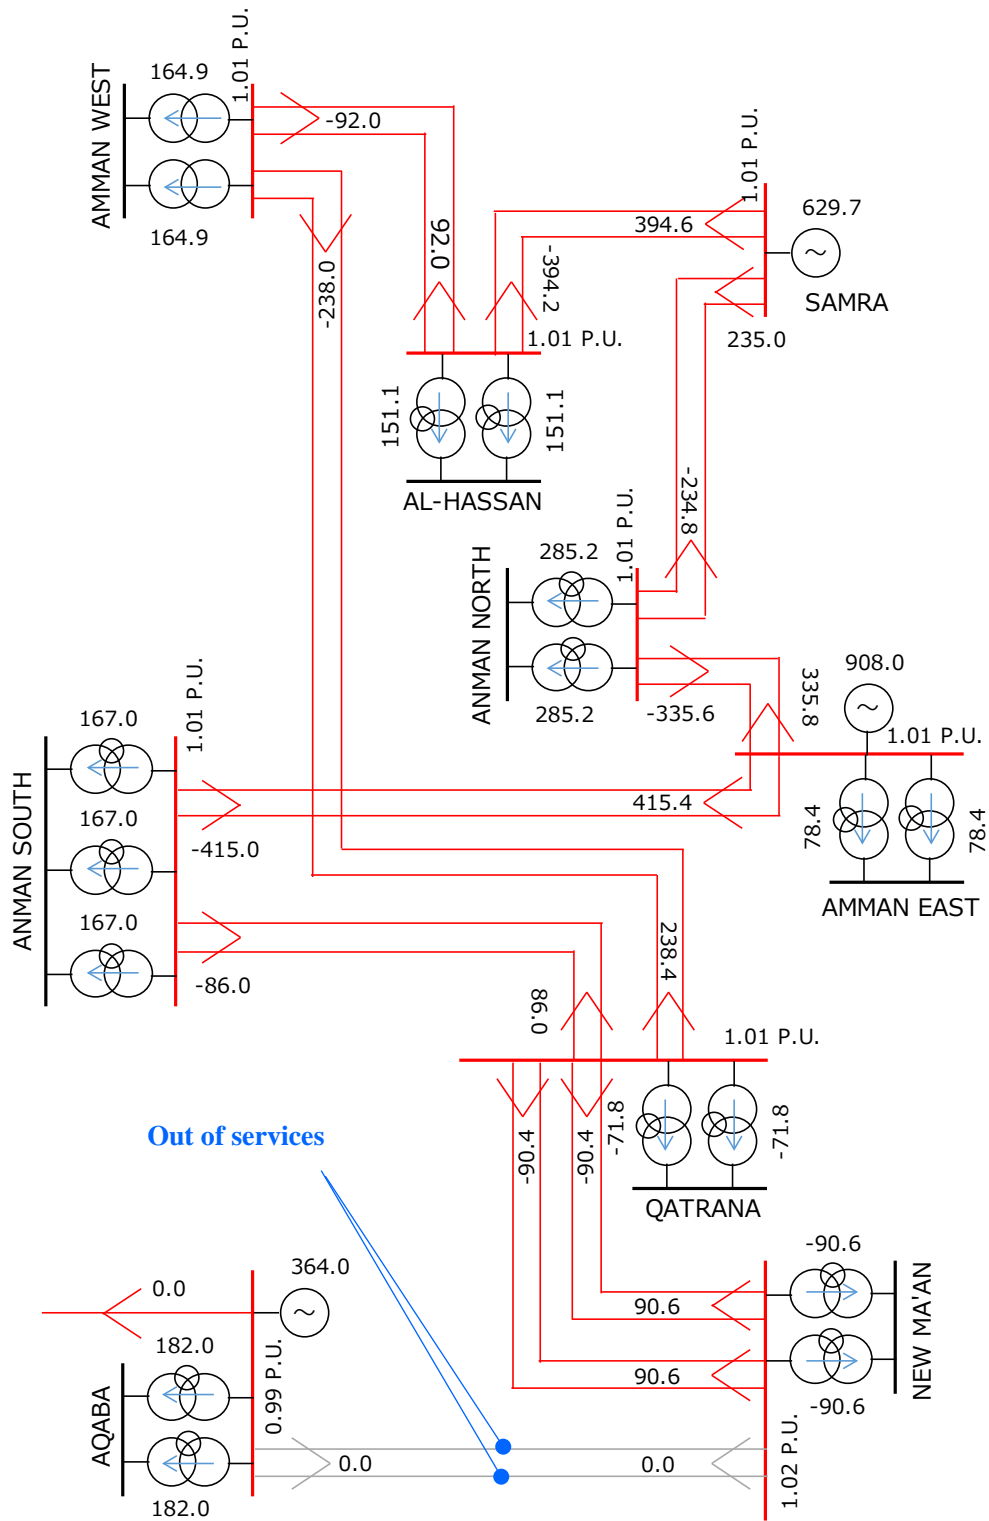 164.9
1.01 P.U.
AMMAN WEST
-92.0
164.9
-238.0
92.0
-394.2
1.01 P.U.
394.6
629.7
SAMRA
235.0
1.01 P.U.
151.1
151.1
AL-HASSAN
-234.8
1.01 P.U.
285.2
ANMAN NORTH
285.2
-335.6
335.8
908.0
1.01 P.U.
415.4
78.4
78.4
AMMAN EAST
1.01 P.U.
167.0
167.0
-415.0
ANMAN SOUTH
167.0
-86.0
86.0
238.4
1.01 P.U.
-90.4
-90.4
-71.8
-71.8
QATRANA
Out of services
-90.6
90.6
NEW MA'AN
90.6
-90.6
1.02 P.U.
364.0
0.0
182.0
0.99 P.U.
AQABA
0.0
0.0
182.0